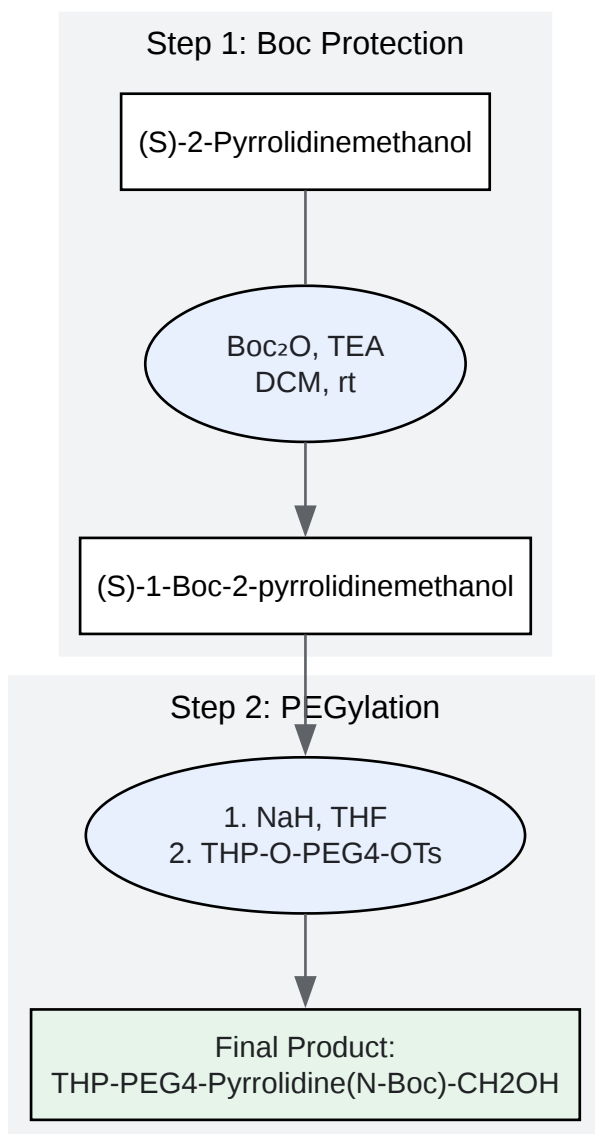 Step 1: Boc Protection
(S)-2-Pyrrolidinemethanol
Boc₂O, TEA
DCM, rt
(S)-1-Boc-2-pyrrolidinemethanol
Step 2: PEGylation
1. NaH, THF
2. THP-O-PEG4-OTs
Final Product:
THP-PEG4-Pyrrolidine(N-Boc)-CH2OH